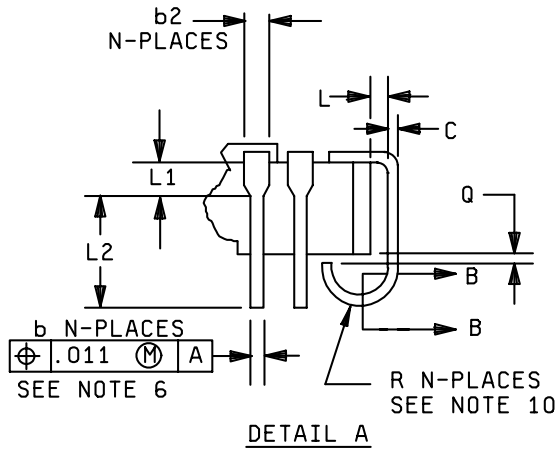 b2
N-PLACES
L
C
L1
Q
L2
B
b N-PLACES
.011 Ⓜ A
B
SEE NOTE 6
R N-PLACES
SEE NOTE 10
DETAIL A